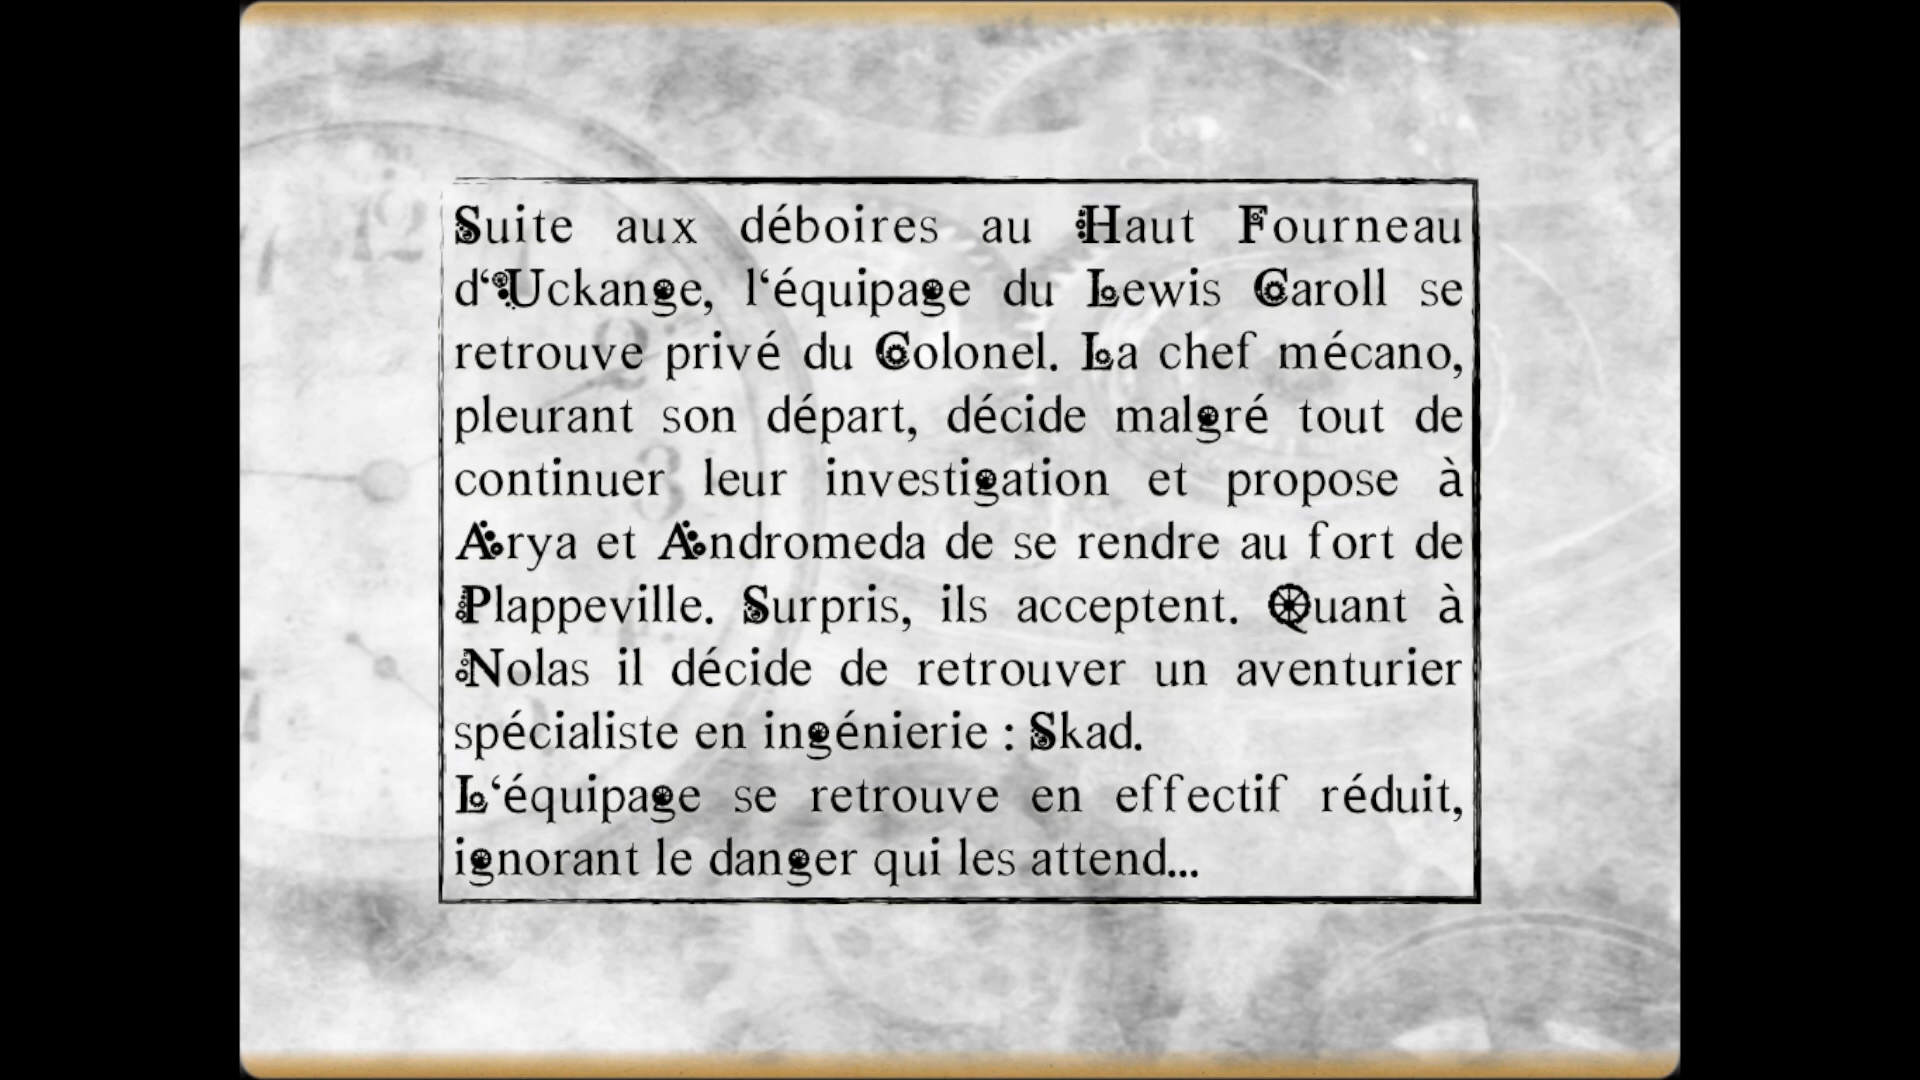 Suite aux déboires au Haut Fourneau
d‘Uckange, l‘équipage du Lewis Caroll se
retrouve privé du Colonel. La chef mécano,
pleurant son départ, décide malgré tout de
continuer leur investigation et propose à
Arya et Andromeda de se rendre au fort de
Plappeville. Surpris, ils acceptent. Quant à
Nolas il décide de retrouver un aventurier
spécialiste en ingénierie : Skad.
L‘équipage se retrouve en effectif réduit,
ignorant le danger qui les attend...